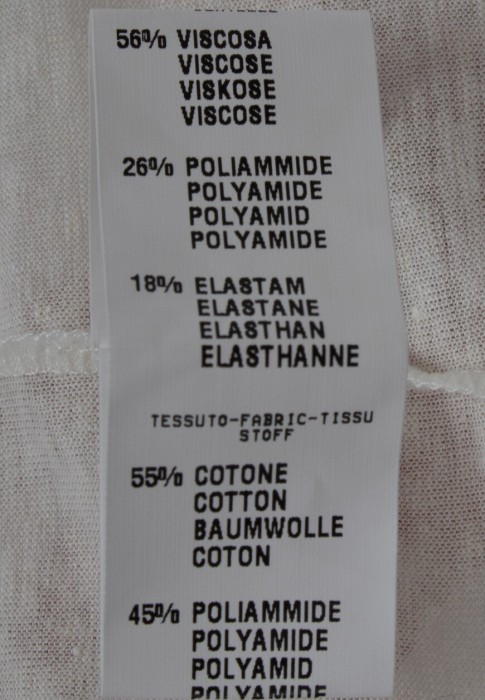 56% VISCOSA
VISCOSE
VISKOSE
VISCOSE
26% POLIAMMIDE
POLYAMIDE
POLYAMID
POLYAMIDE
18% ELASTAM
ELASTANE
ELASTHAN
ELASTHANNE
TESSUTO-FABRIC-TISSU
STOFF
55% COTONE
COTTON
BAUMWOLLE
COTON
45% POLIAMMIDE
POLYAMIDE
POLYAMID
POLYAMIDE